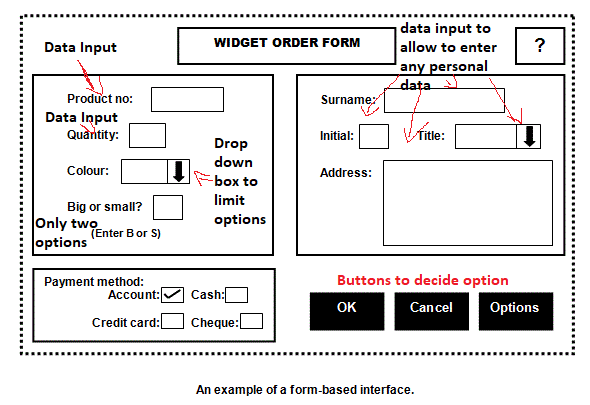 Data Input
WIDGET ORDER FORM
data input to
allow to enter
any personal
data
?
Product no:
Data Input
Quantity:
Colour:
Drop
down
box to
limit
options
Big or small?
Only two
options
(Enter B or S)
Surname:
Initial:
Title:
Address:
Payment method:
Account:
Cash:
Credit card:
Cheque:
Buttons to decide option
OK
Cancel
Options
An example of a form-based interface.